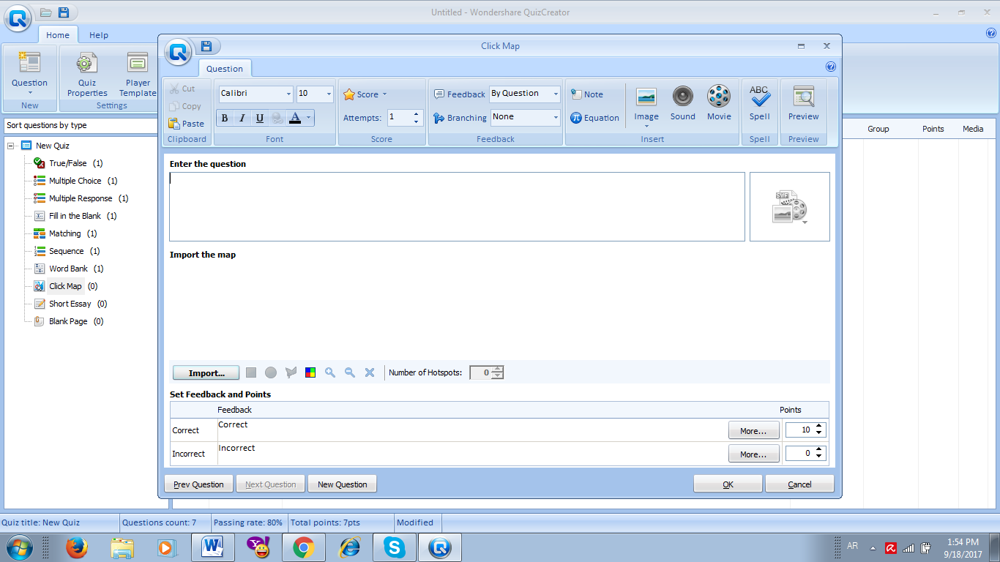 Untitled - Wondershare QuizCreator
Home Help
Question
Quiz Properties
Player Template
New
Settings
Sort questions by type
New Quiz
True/False (1)
Multiple Choice (1)
Multiple Response (1)
Fill in the Blank (1)
Matching (1)
Sequence (1)
Word Bank (1)
Click Map (0)
Short Essay (0)
Blank Page (0)
Group Points Media
Click Map
Question
Cut
Copy
Paste
Clipboard
Calibri 10
B I U A
Font
Score
Attempts: 1
Score
Feedback By Question
Branching None
Feedback
Note
Equation
Image Sound Movie
Insert
ABC
Spell
Spell
Preview
Preview
Enter the question
SWF
Import the map
Import... Number of Hotspots: 0
Set Feedback and Points
Feedback Points
Correct Correct More... 10
Incorrect Incorrect More... 0
Prev Question Next Question New Question OK Cancel
Quiz title: New Quiz Questions count: 7 Passing rate: 80% Total points: 7pts Modified
AR
1:54 PM
9/18/2017